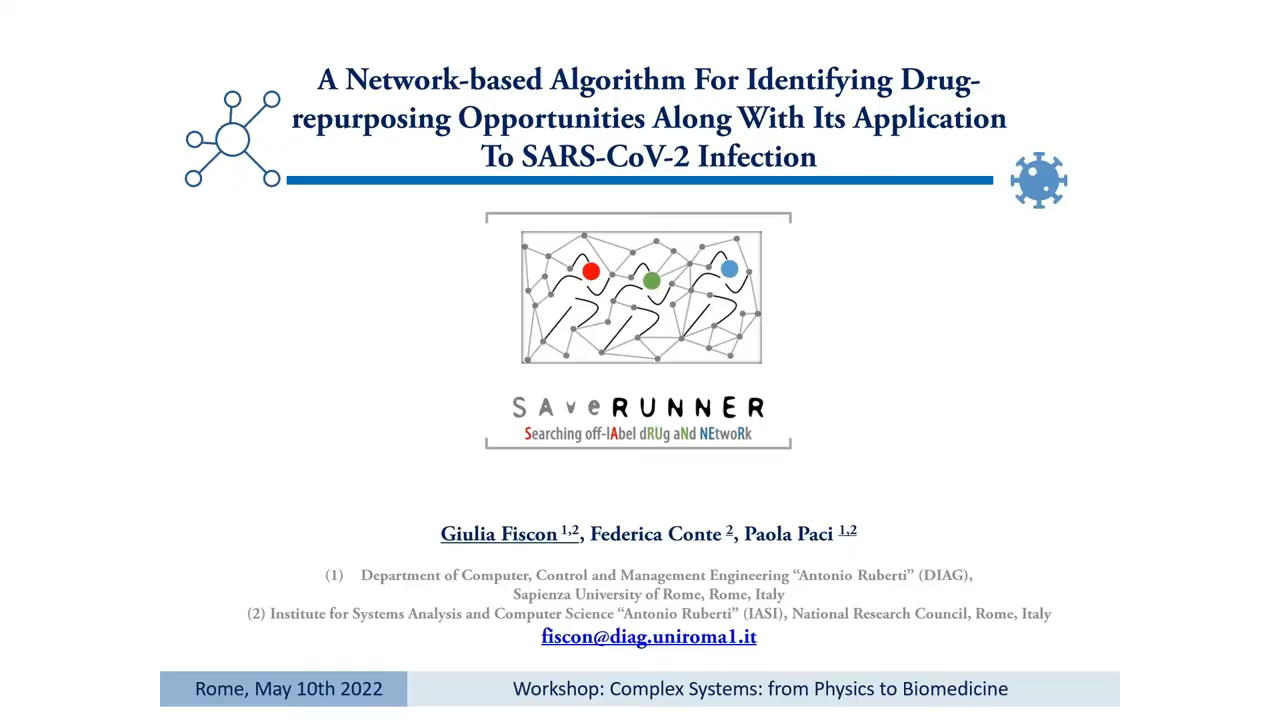 A Network-based Algorithm For Identifying Drug-
repurposing Opportunities Along With Its Application
To SARS-CoV-2 Infection
SAveRUNNER
Searching off-lAbel dRUg aNd NEtwoRk
Giulia Fiscon 1,2, Federica Conte 2, Paola Paci 1,2
(1) Department of Computer, Control and Management Engineering “Antonio Ruberti” (DIAG),
Sapienza University of Rome, Rome, Italy
(2) Institute for Systems Analysis and Computer Science “Antonio Ruberti” (IASI), National Research Council, Rome, Italy
fiscon@diag.uniroma1.it
Rome, May 10th 2022 Workshop: Complex Systems: from Physics to Biomedicine